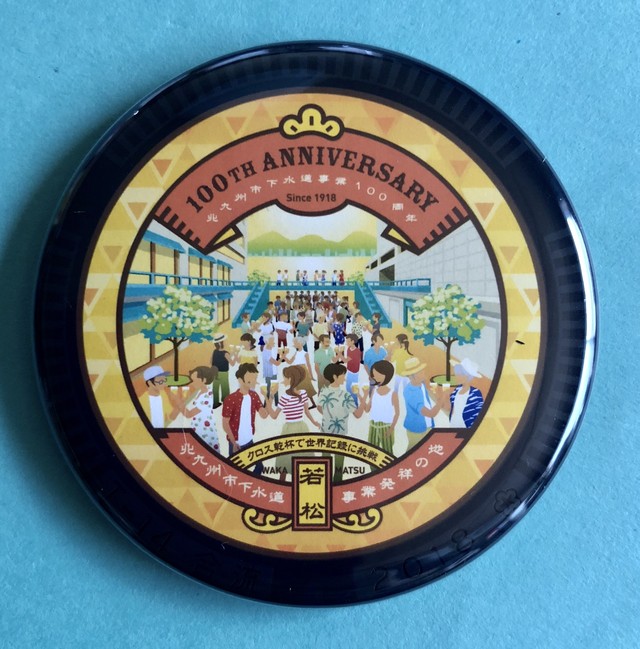 100TH ANNIVERSARY
北九州市下水道事業100周年
Since 1918
クロス乾杯で世界記録に挑戦
WAKA MATSU
若松
北九州市下水道 事業発祥の地
2018